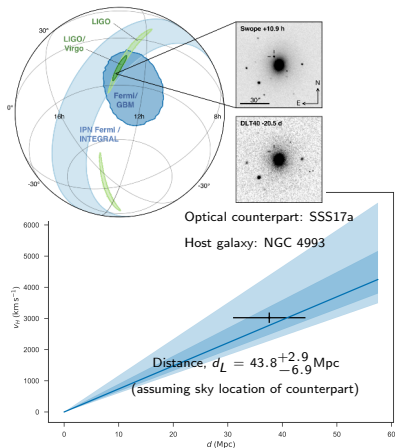 LIGO
Swope +10.9 h
30°
LIGO/
Virgo
Fermi/
GBM
N
30"
E
0°
16h
12h
8h
IPN Fermi /
INTEGRAL
DLT40 -20.5 d
-30°
-30°
Optical counterpart: SSS17a
Host galaxy: NGC 4993
6000
5000
4000
3000
2000
1000
0
v_H (km s⁻¹)
Distance, d_L = 43.8^{+2.9}_{−6.9} Mpc
(assuming sky location of counterpart)
0
10
20
30
40
50
60
d (Mpc)